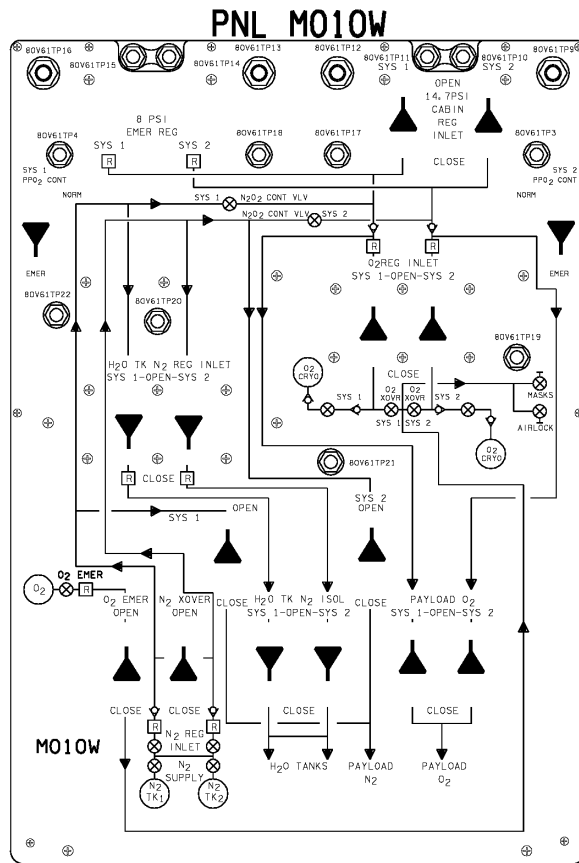 PNL MO10W
80V61TP16
80V61TP15
80V61TP13
80V61TP14
80V61TP12
80V61TP11
SYS 1
80V61TP10
SYS 2
80V61TP9
OPEN
14.7PSI
CABIN
REG
INLET
CLOSE
8 PSI
EMER REG
SYS 1 SYS 2
R R
80V61TP4
80V61TP18
80V61TP17
80V61TP3
SYS 1
PPO2 CONT
NORM
EMER
SYS 2
PPO2 CONT
NORM
EMER
SYS 1 N2O2 CONT VLV
N2O2 CONT VLV SYS 2
R R
O2REG INLET
SYS 1-OPEN-SYS 2
CLOSE
80V61TP22
80V61TP20
80V61TP19
H2O TK N2 REG INLET
SYS 1-OPEN-SYS 2
R CLOSE R
O2
CRYO
SYS 1
O2
XOVR
O2
XOVR
SYS 2
SYS 1 SYS 2
O2
CRYO
MASKS
AIRLOCK
80V61TP21
SYS 1
OPEN
SYS 2
OPEN
O2 EMER
O2
R
O2 EMER
OPEN
N2 XOVER
OPEN
CLOSE
H2O TK N2 ISOL
SYS 1-OPEN-SYS 2
CLOSE
PAYLOAD O2
SYS 1-OPEN-SYS 2
CLOSE CLOSE CLOSE CLOSE
R R
MO10W
N2 REG
INLET
N2
SUPPLY
N2
TK1
N2
TK2
H2O TANKS
PAYLOAD
N2
PAYLOAD
O2